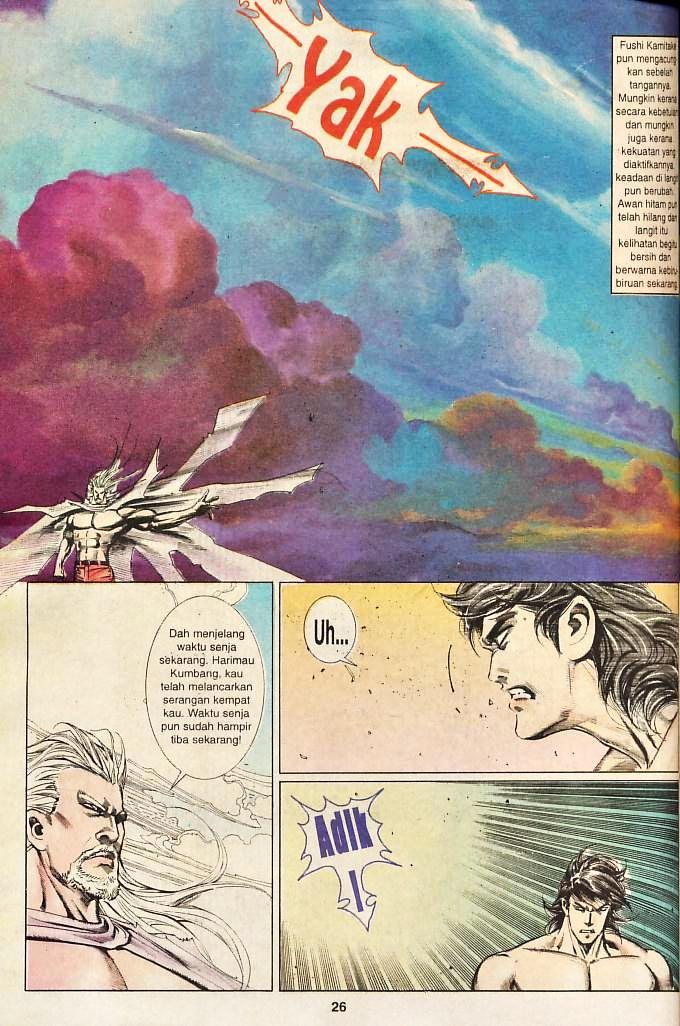 Yak
Fushi Kamitake
pun mengacung-
kan sebelah
tangannya.
Mungkin kerana
secara kebetulan
dan mungkin
juga kerana
kekuatan yang
diaktifkannya,
keadaan di langit
pun berubah.
Awan hitam pun
telah hilang dan
langit itu
kelihatan begitu
bersih dan
berwarna kebiru-
biruan sekarang.
Dah menjelang
waktu senja
sekarang. Harimau
Kumbang, kau
telah melancarkan
serangan kempat
kau. Waktu senja
pun sudah hampir
tiba sekarang!
Uh...
AdIk
!
26